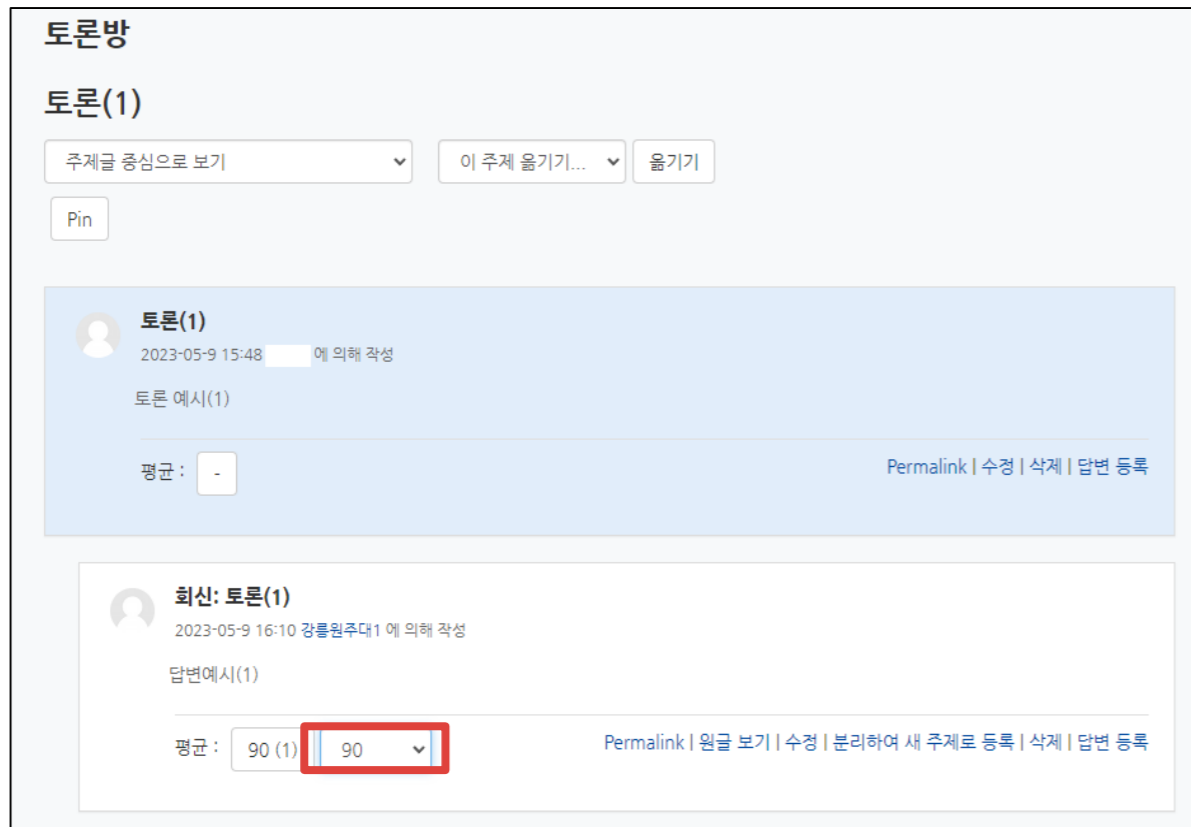 토론방
토론(1)
주제글 중심으로 보기 이 주제 옮기기... 옮기기
Pin
토론(1)
2023-05-9 15:48 에 의해 작성
토론 예시(1)
평균 : - Permalink | 수정 | 삭제 | 답변 등록
회신: 토론(1)
2023-05-9 16:10 강릉원주대1 에 의해 작성
답변예시(1)
평균 : 90 (1) 90 Permalink | 원글 보기 | 수정 | 분리하여 새 주제로 등록 | 삭제 | 답변 등록